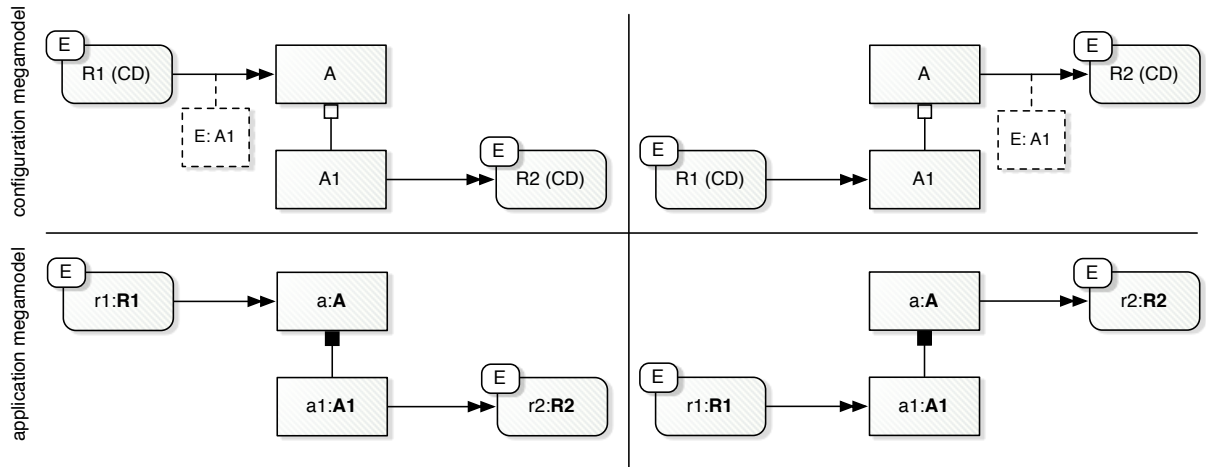 configuration megamodel
E
R1 (CD)
A
E: A1
A1
E
R2 (CD)
A
E
R2 (CD)
E: A1
E
R1 (CD)
A1
application megamodel
E
r1:R1
a:A
a1:A1
E
r2:R2
a:A
E
r2:R2
E
r1:R1
a1:A1